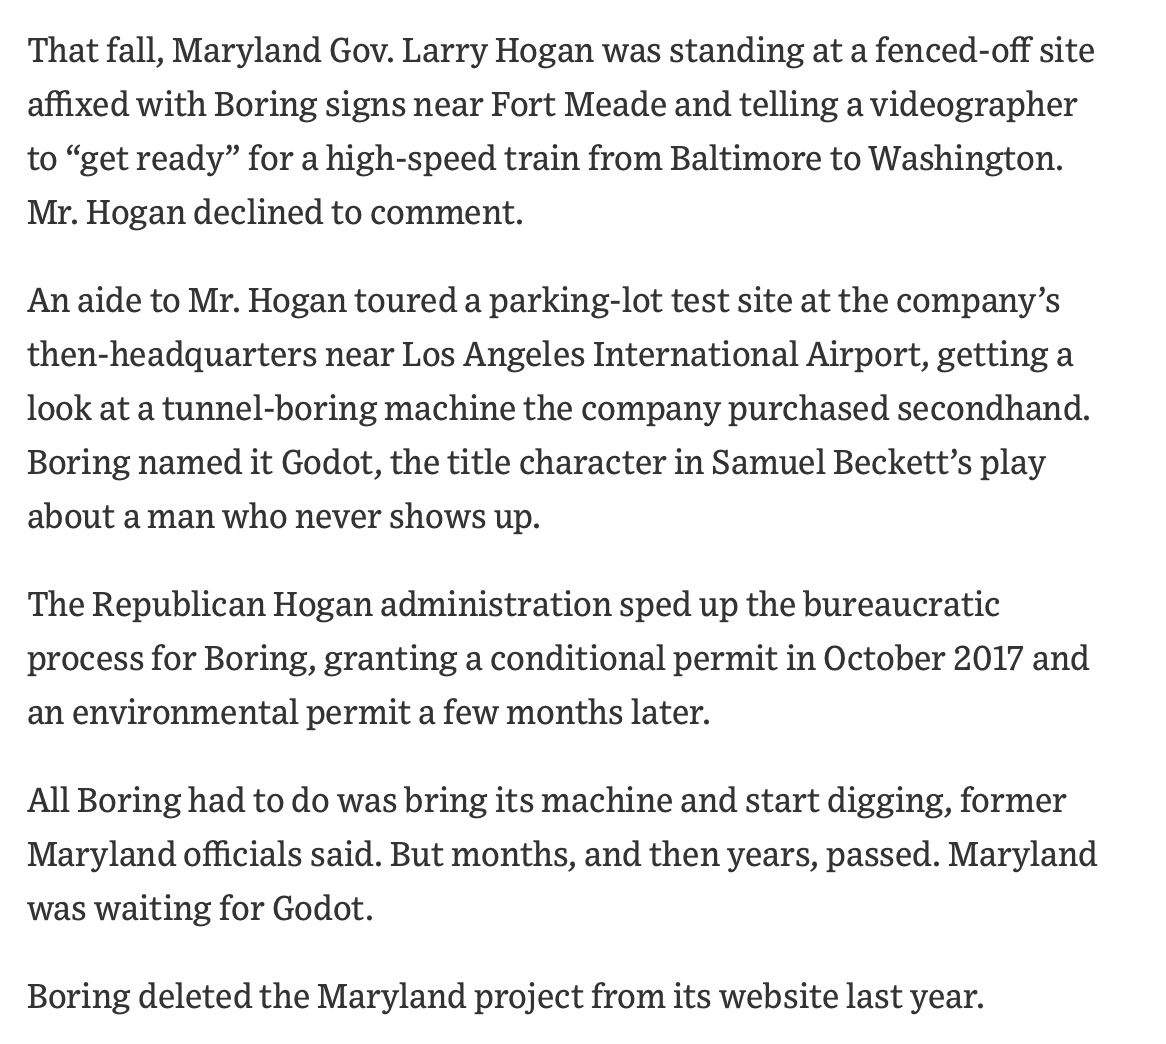 That fall, Maryland Gov. Larry Hogan was standing at a fenced-off site
affixed with Boring signs near Fort Meade and telling a videographer
to “get ready” for a high-speed train from Baltimore to Washington.
Mr. Hogan declined to comment.
An aide to Mr. Hogan toured a parking-lot test site at the company’s
then-headquarters near Los Angeles International Airport, getting a
look at a tunnel-boring machine the company purchased secondhand.
Boring named it Godot, the title character in Samuel Beckett’s play
about a man who never shows up.
The Republican Hogan administration sped up the bureaucratic
process for Boring, granting a conditional permit in October 2017 and
an environmental permit a few months later.
All Boring had to do was bring its machine and start digging, former
Maryland officials said. But months, and then years, passed. Maryland
was waiting for Godot.
Boring deleted the Maryland project from its website last year.